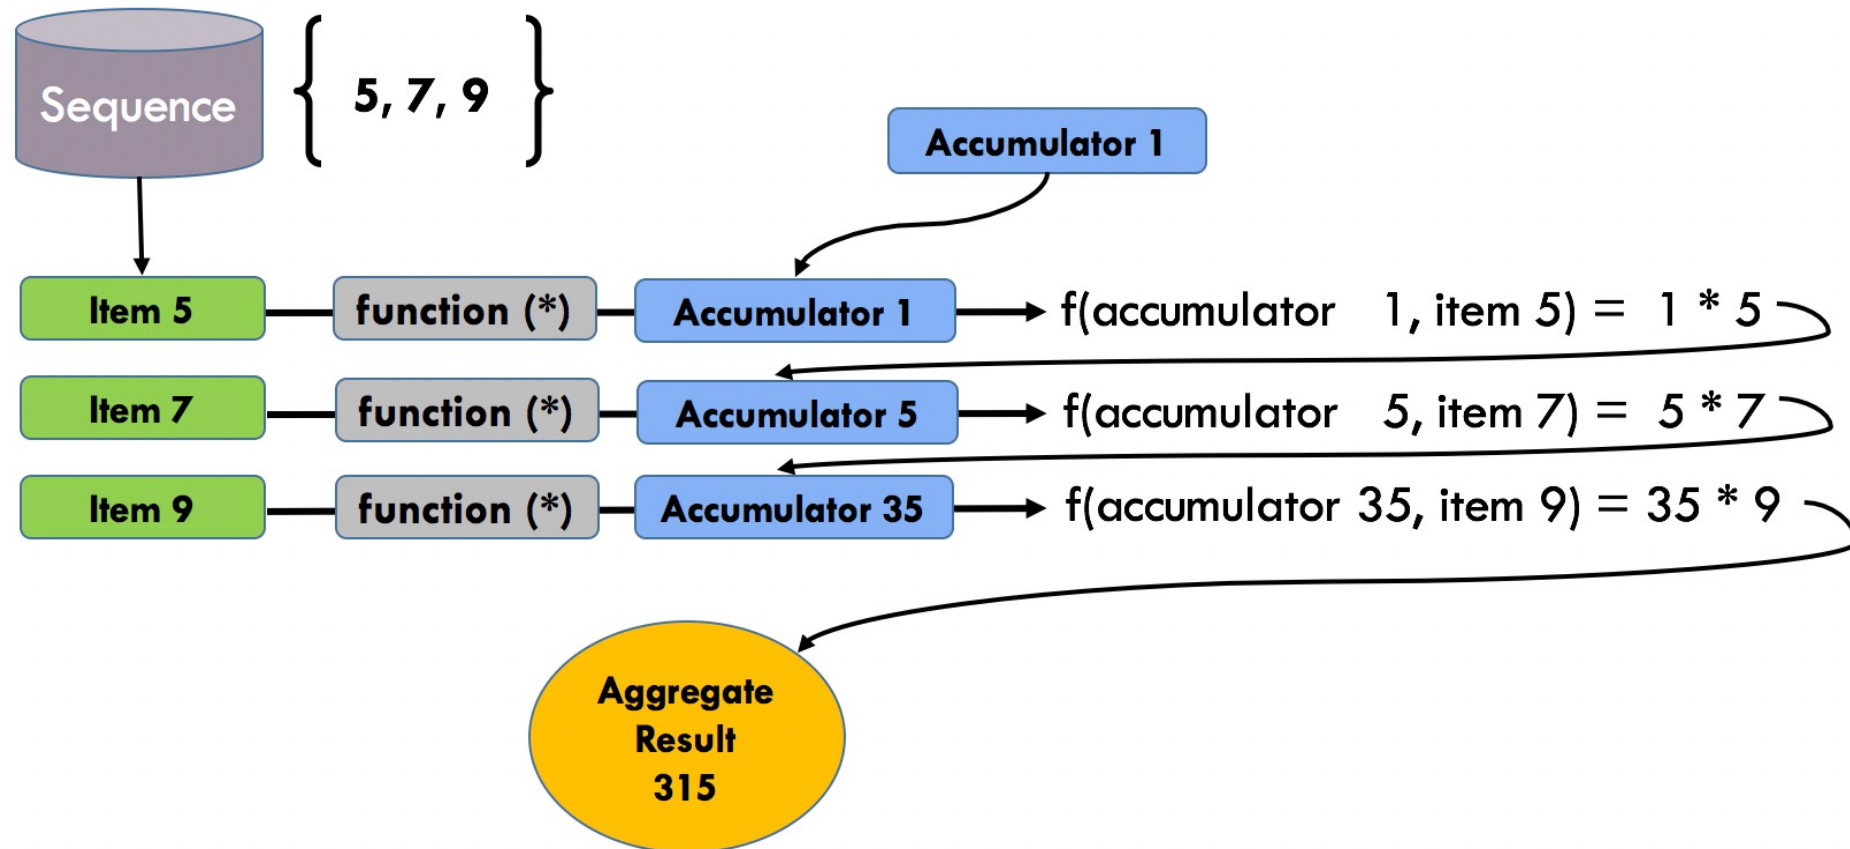 Sequence
{ 5, 7, 9 }
Accumulator 1
Item 5
function (*)
Accumulator 1
f(accumulator 1, item 5) = 1 * 5
Item 7
function (*)
Accumulator 5
f(accumulator 5, item 7) = 5 * 7
Item 9
function (*)
Accumulator 35
f(accumulator 35, item 9) = 35 * 9
Aggregate
Result
315